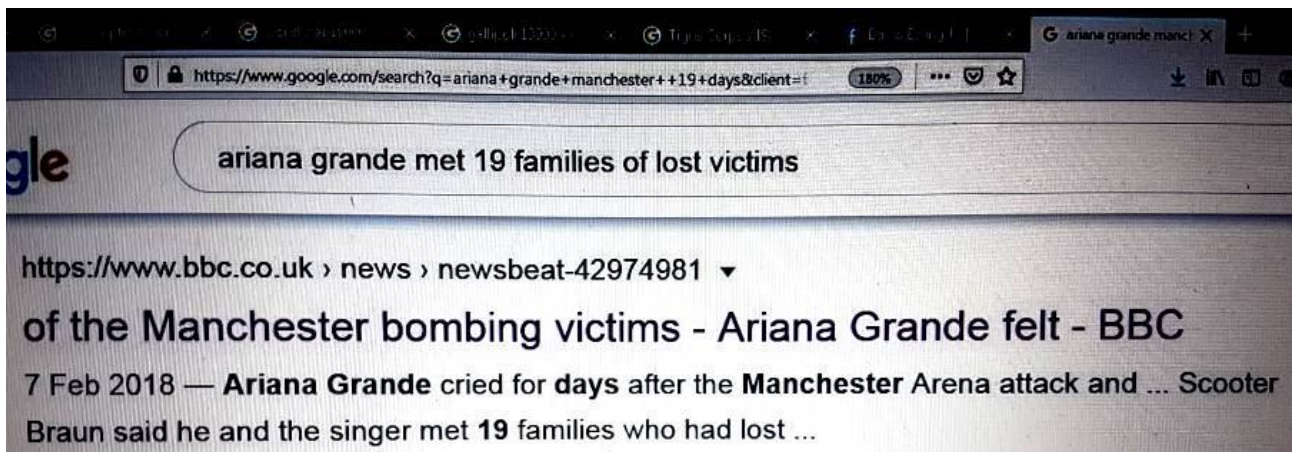 G ariana grande manch X +
https://www.google.com/search?q=ariana+grande+manchester++19+days&client= 180% •••
gle ariana grande met 19 families of lost victims
https://www.bbc.co.uk › news › newsbeat-42974981
of the Manchester bombing victims - Ariana Grande felt - BBC
7 Feb 2018 — Ariana Grande cried for days after the Manchester Arena attack and ... Scooter
Braun said he and the singer met 19 families who had lost ...